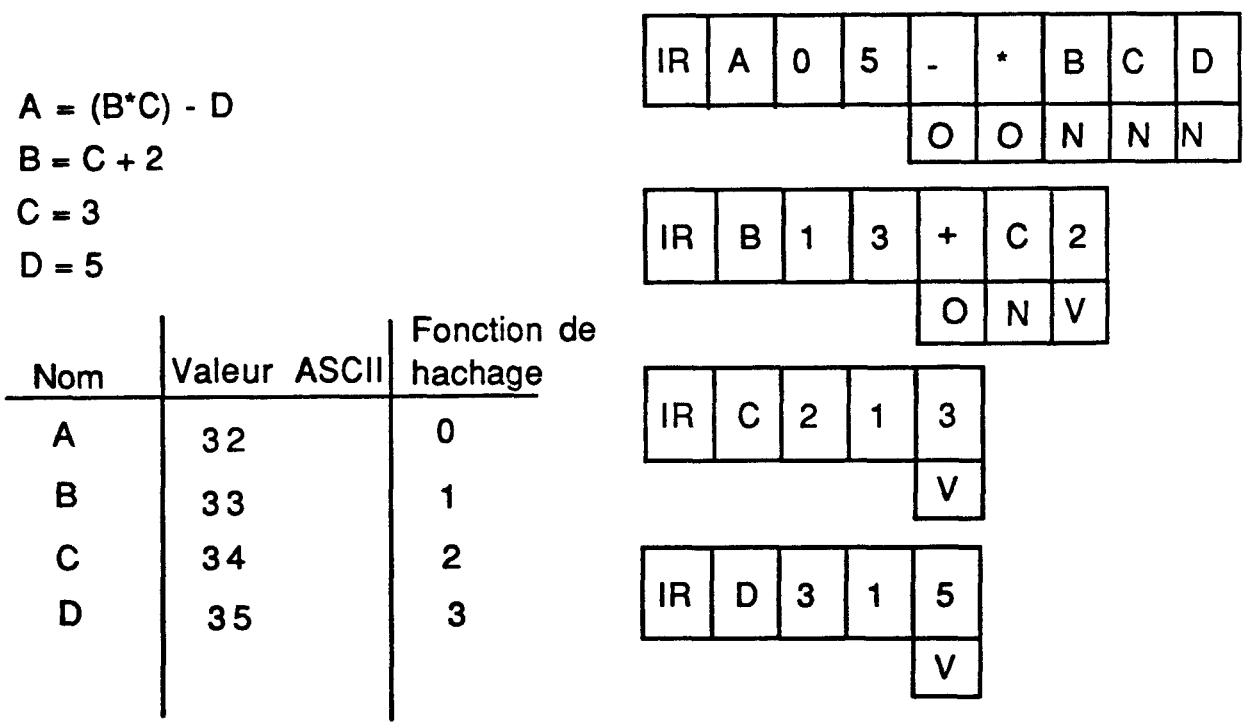 A = (B*C) - D
B = C + 2
C = 3
D = 5
Nom Valeur ASCII Fonction de hachage
A 32 0
B 33 1
C 34 2
D 35 3
IR A 0 5 - * B C D
O O N N N
IR B 1 3 + C 2
O N V
IR C 2 1 3
V
IR D 3 1 5
V